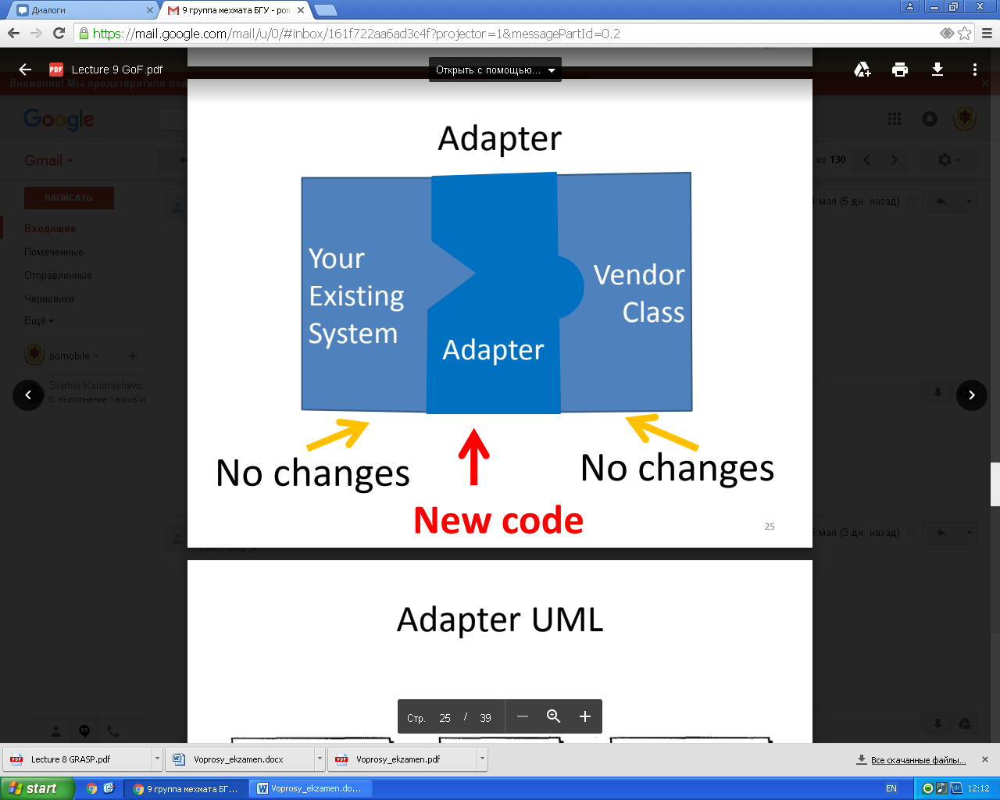 Диалоги
9 группа мехмата БГУ - pom
https://mail.google.com/mail/u/0/#inbox/161f722aa6ad3c4f?projector=1&messagePartId=0.2
Lecture 9 GoF.pdf
Открыть с помощью...
Внимание! Мы предотвратили
Google
Gmail
из 130
НАПИСАТЬ
мая (5 дн. назад)
Входящие
Помеченные
Отправленные
Черновики
Ещё
pomobile
Siarhei Kandrashevic
6. выполнение тасков и
Adapter
Your
Existing
System
Adapter
Vendor
Class
No changes
No changes
New code
25
мая (3 дн. назад)
Adapter UML
Стр. 25 / 39
Lecture 8 GRASP.pdf
Voprosy_ekzamen.docx
Voprosy_ekzamen.pdf
Все скачанные файлы...
start
9 группа мехмата БГ...
Voprosy_ekzamen.do...
EN
12:12